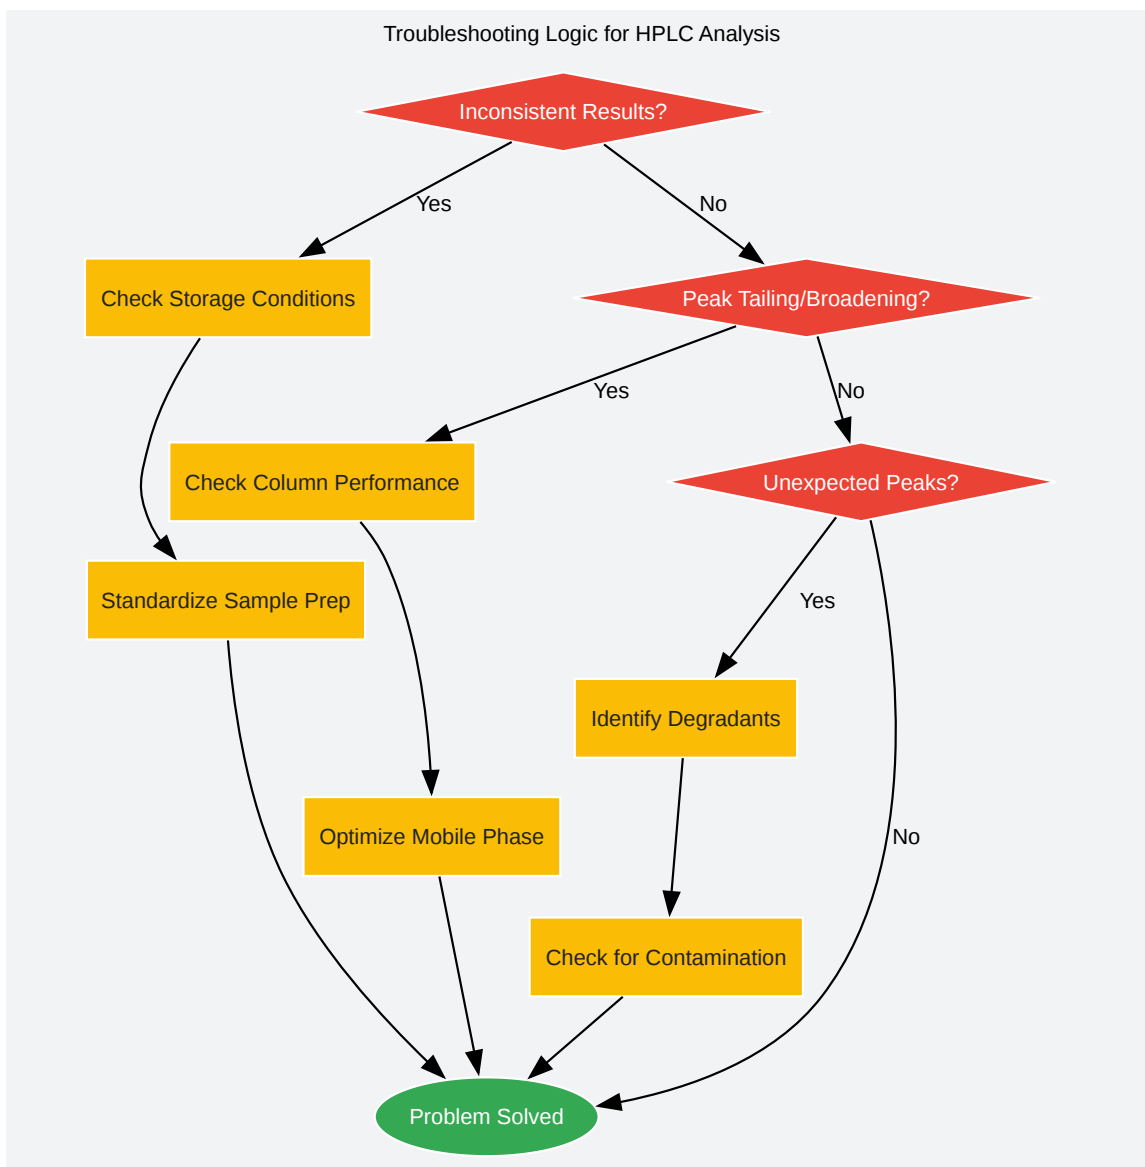 Troubleshooting Logic for HPLC Analysis
Inconsistent Results?
Yes
No
Check Storage Conditions
Peak Tailing/Broadening?
Yes
No
Check Column Performance
Unexpected Peaks?
Standardize Sample Prep
Yes
Identify Degradants
Optimize Mobile Phase
No
Check for Contamination
Problem Solved